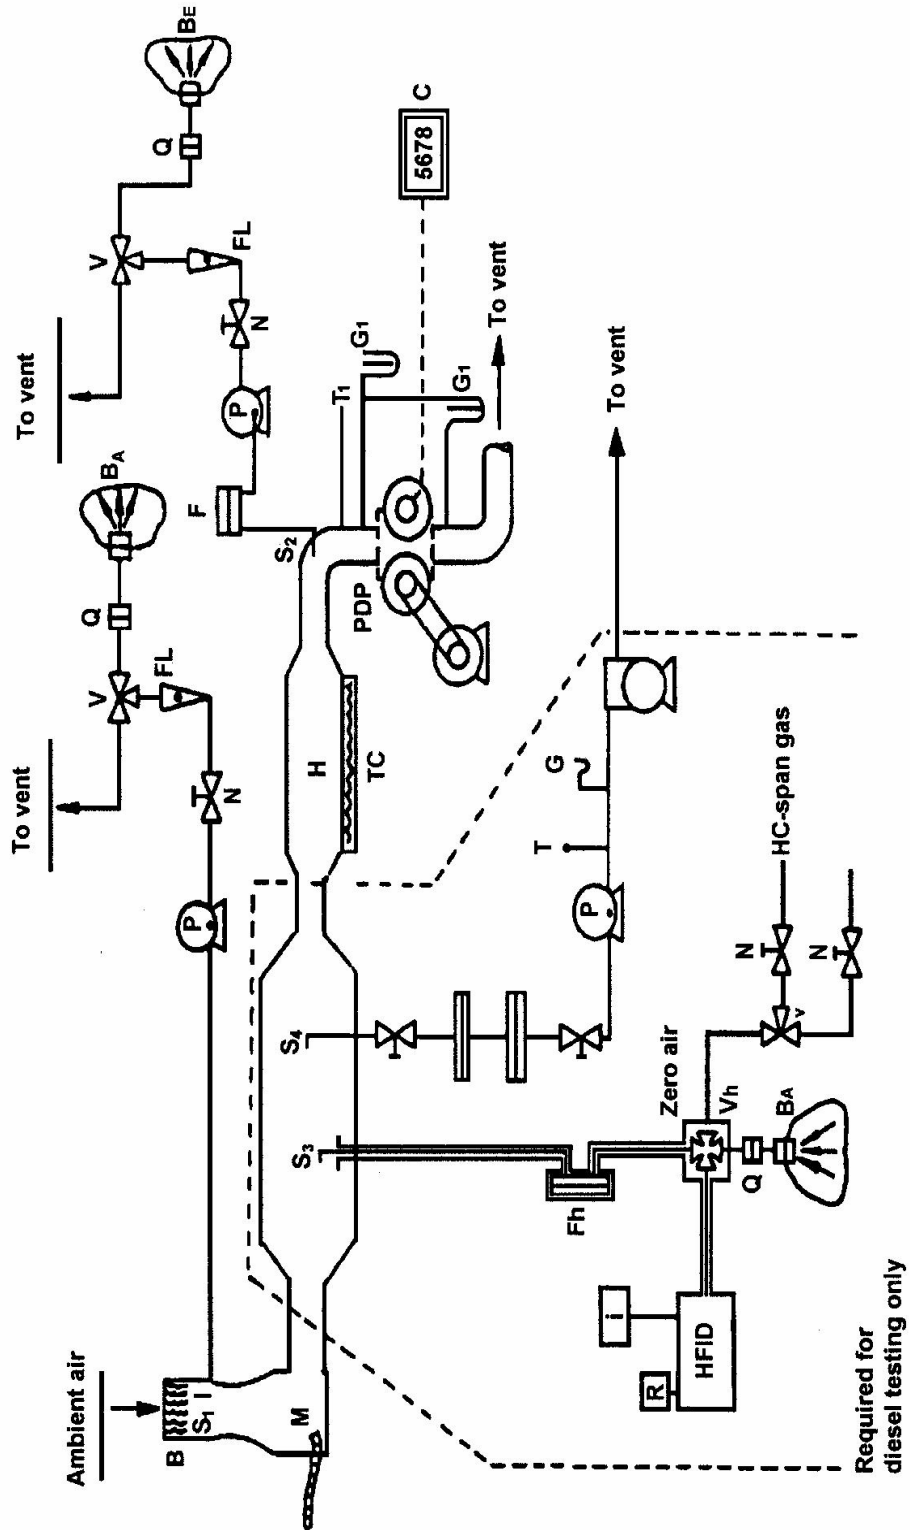 Ambient air
B
S1
I
M
To vent
V
Q
BA
FL
N
P
To vent
V
Q
BE
FL
N
P
F
S2
T1
G1
G1
C
5678
PDP
To vent
H
TC
S4
S3
T
G
P
To vent
Fh
Zero air
Vh
HC-span gas
N
N
v
Q
BA
i
R
HFID
Required for
diesel testing only